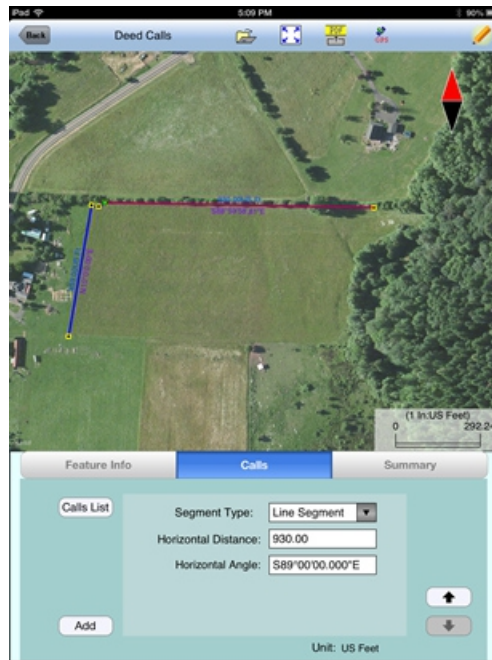 iPad 5:09 PM 90%
Back Deed Calls PDF
(1 In:US Feet)
0 292.24
Feature Info Calls Summary
Calls List
Segment Type: Line Segment
Horizontal Distance: 930.00
Horizontal Angle: S89°00'00.000"E
Add
Unit: US Feet